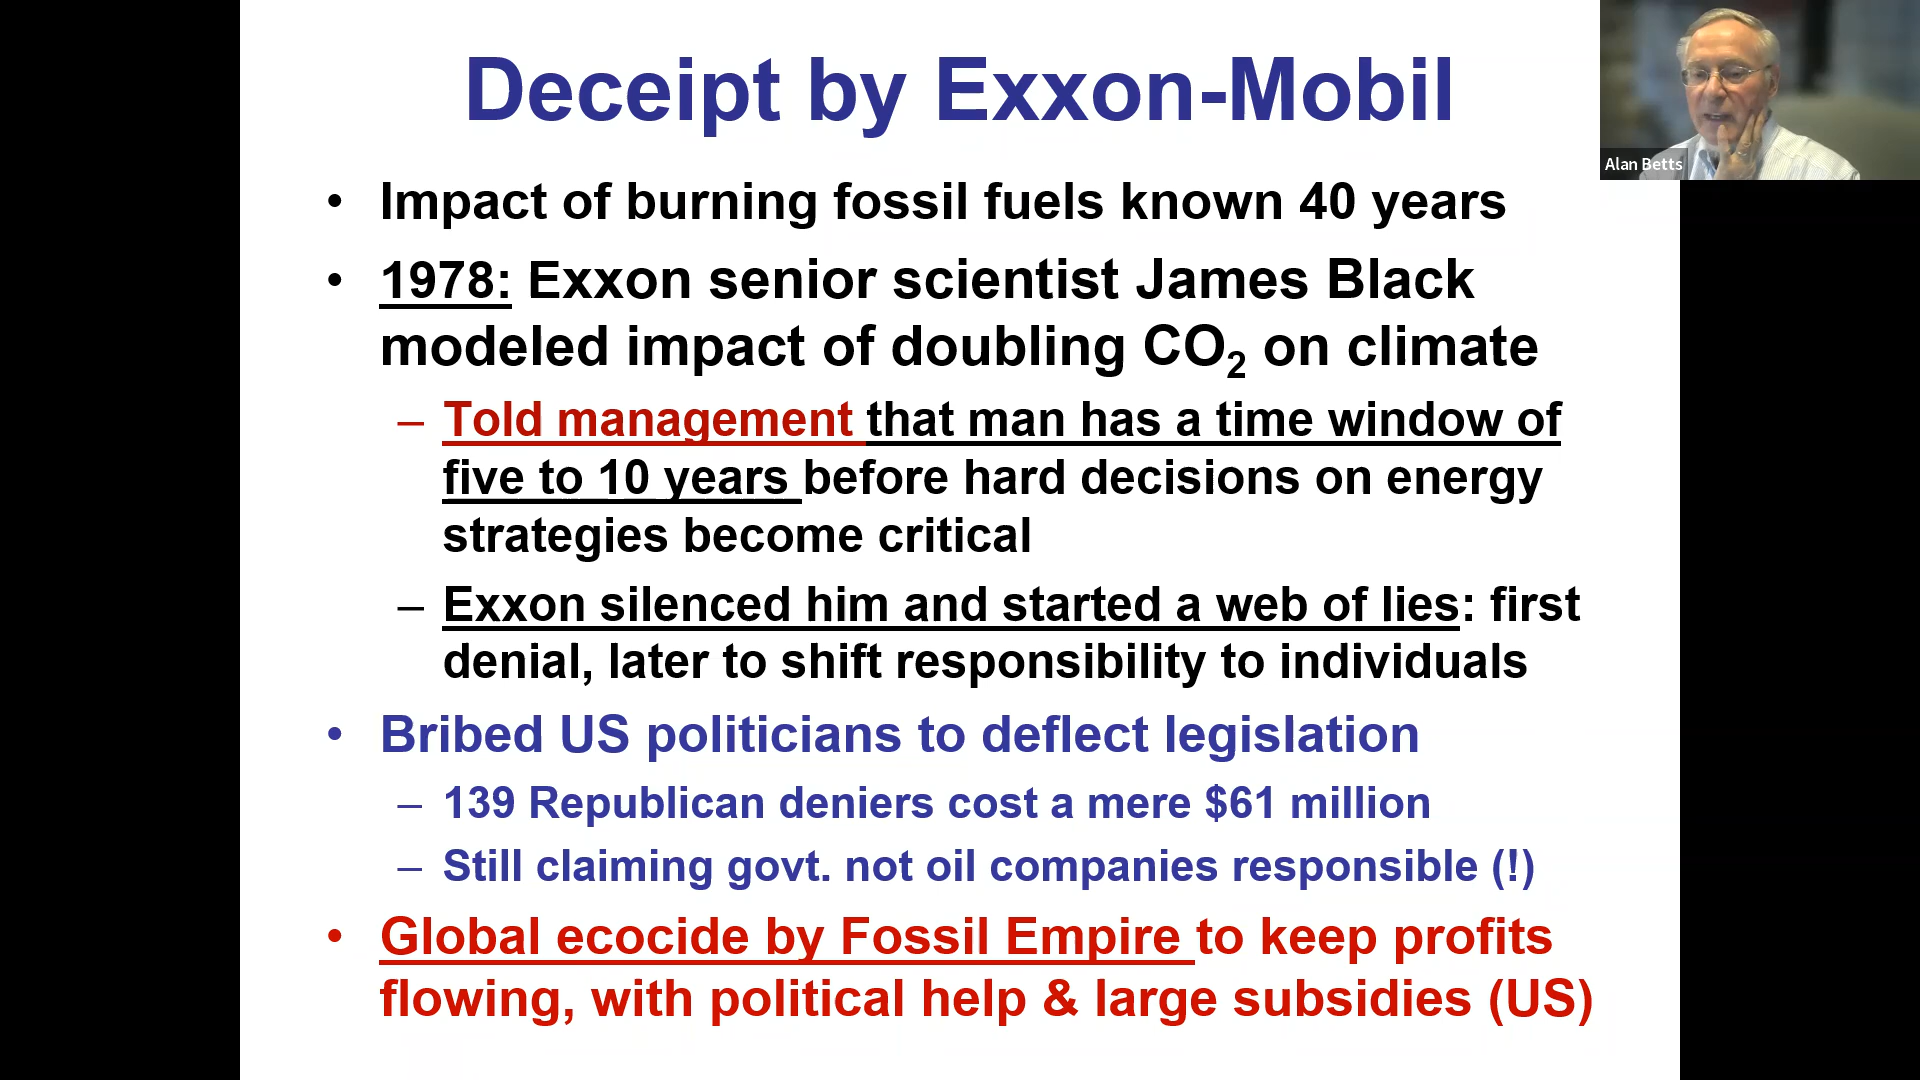 Deceipt by Exxon-Mobil
Alan Betts
• Impact of burning fossil fuels known 40 years
• 1978: Exxon senior scientist James Black
modeled impact of doubling CO₂ on climate
– Told management that man has a time window of
five to 10 years before hard decisions on energy
strategies become critical
– Exxon silenced him and started a web of lies: first
denial, later to shift responsibility to individuals
• Bribed US politicians to deflect legislation
– 139 Republican deniers cost a mere $61 million
– Still claiming govt. not oil companies responsible (!)
• Global ecocide by Fossil Empire to keep profits
flowing, with political help & large subsidies (US)